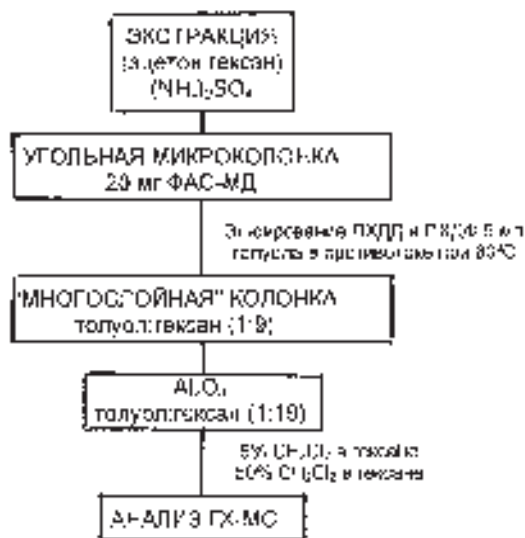 ЭКСТРАКЦИЯ
(ацетон гексан)
(NH₄)₂SO₄
УГОЛЬНАЯ МИКРОКОЛОНКА
20 мг ФАС-МД
Элюирование ПХДД и ПХДФ 5 мл
толуола в противотоке при
"МНОГОСЛОЙНАЯ" КОЛОНКА
толуол:гексан (1:9)
Al₂O₃
толуол:гексан (1:19)
5% CH₂Cl₂ в гексане
50% CH₂Cl₂ в гексане
АНАЛИЗ ГХ-МС